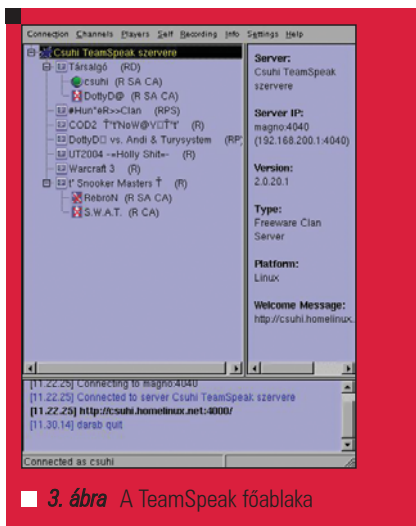 Connection Channels Players Self Recording Info Settings Help
Csuhi TeamSpeak szervere
Társalgó (RD)
csuhi (R SA CA)
DottyD@ (R SA CA)
#Hun*eR>>Clan (RPS)
COD2 (R)
vs. Andi & Turysystem (RP)
UT2004 -=Holly Shit=- (R)
Warcraft 3 (R)
Snooker Masters (R)
RebroN (R SA CA)
S.W.A.T. (R CA)
Server:
Csuhi TeamSpeak
szervere
Server IP:
magno:4040
(192.168.200.1:4040)
Version:
2.0.20.1
Type:
Freeware Clan
Server
Platform:
Linux
Welcome Message:
http://csuhi.homelinux.
[11.22.25] Connecting to magno:4040
[11.22.25] Connected to server Csuhi TeamSpeak szervere
[11.22.25] http://csuhi.homelinux.net:4000/
[11.30.14] darab quit
Connected as csuhi
3. ábra A TeamSpeak főablaka